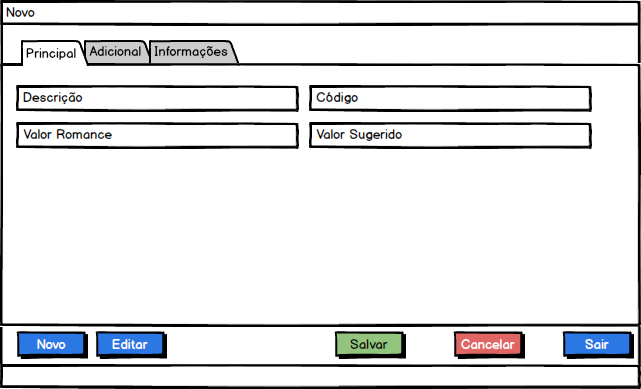 Novo
Principal Adicional Informações
Descrição Código
Valor Romance Valor Sugerido
Novo Editar Salvar Cancelar Sair